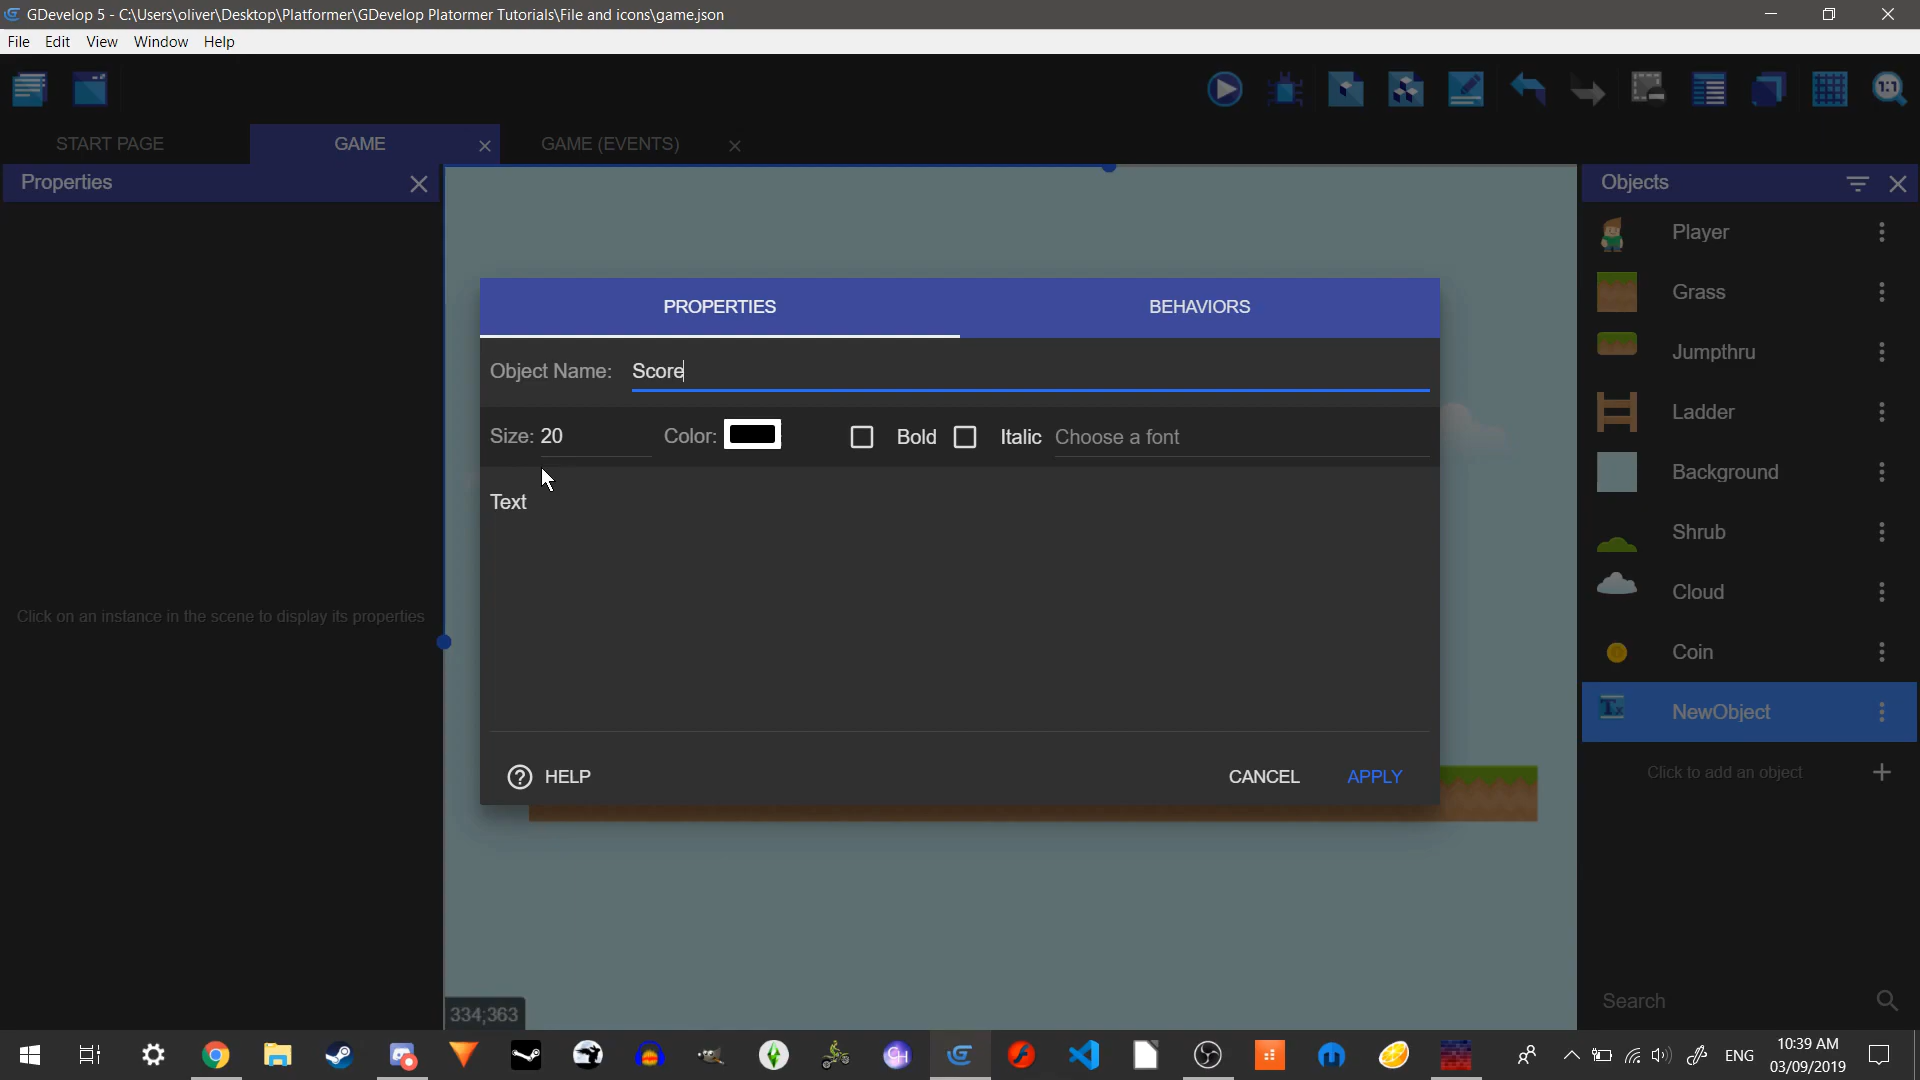 GDevelop 5 - C:\Users\oliver\Desktop\Platformer\GDevelop Platormer Tutorials\File and icons\game.json
File Edit View Window Help
1:1
START PAGE GAME GAME (EVENTS)
Properties
Objects
Player
Grass
Jumpthru
Ladder
Background
Shrub
Cloud
Coin
Tx NewObject
Click to add an object
Search
Click on an instance in the scene to display its properties
PROPERTIES BEHAVIORS
Object Name: Score
Size: 20 Color: Bold Italic Choose a font
Text
HELP CANCEL APPLY
334;363
CH
ENG
10:39 AM
03/09/2019